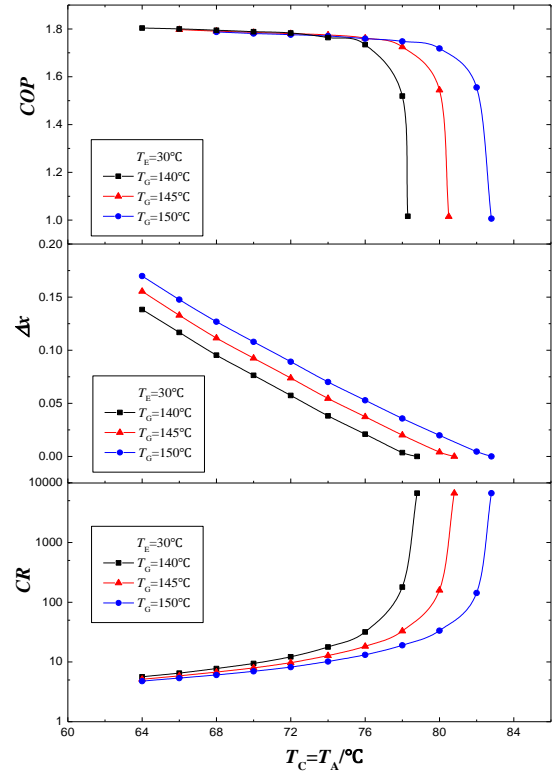 1.8
1.6
1.4
1.2
1.0
COP
T_E=30℃
T_G=140℃
T_G=145℃
T_G=150℃
0.20
0.15
0.10
0.05
0.00
Δx
T_E=30℃
T_G=140℃
T_G=145℃
T_G=150℃
10000
1000
100
10
1
CR
T_E=30℃
T_G=140℃
T_G=145℃
T_G=150℃
60 64 68 72 76 80 84
T_C=T_A/℃